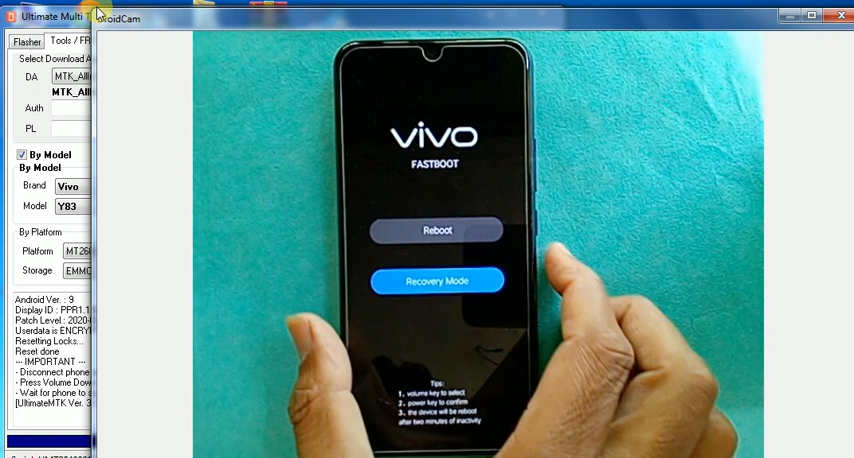 Ultimate Multi T
DroidCam
Flasher
Tools / FR
Select Download A
DA
MTK_Alli
MTK_Alli
Auth
PL
By Model
By Model
Brand
Vivo
Model
Y83
By Platform
Platform
MT26
Storage
EMMC
Android Ver. : 9
Display ID : PPR1.1
Patch Level : 2020-
Userdata is ENCRY
Resetting Locks...
Reset done
--- IMPORTANT ---
- Disconnect phone
- Press Volume Dow
- Wait for phone to s
[UltimateMTK Ver. 3
vivo
FASTBOOT
Reboot
Recovery Mode
Tips:
1. volume key to select
2. power key to confirm
3. the device will be reboot
after two minutes of inactivity